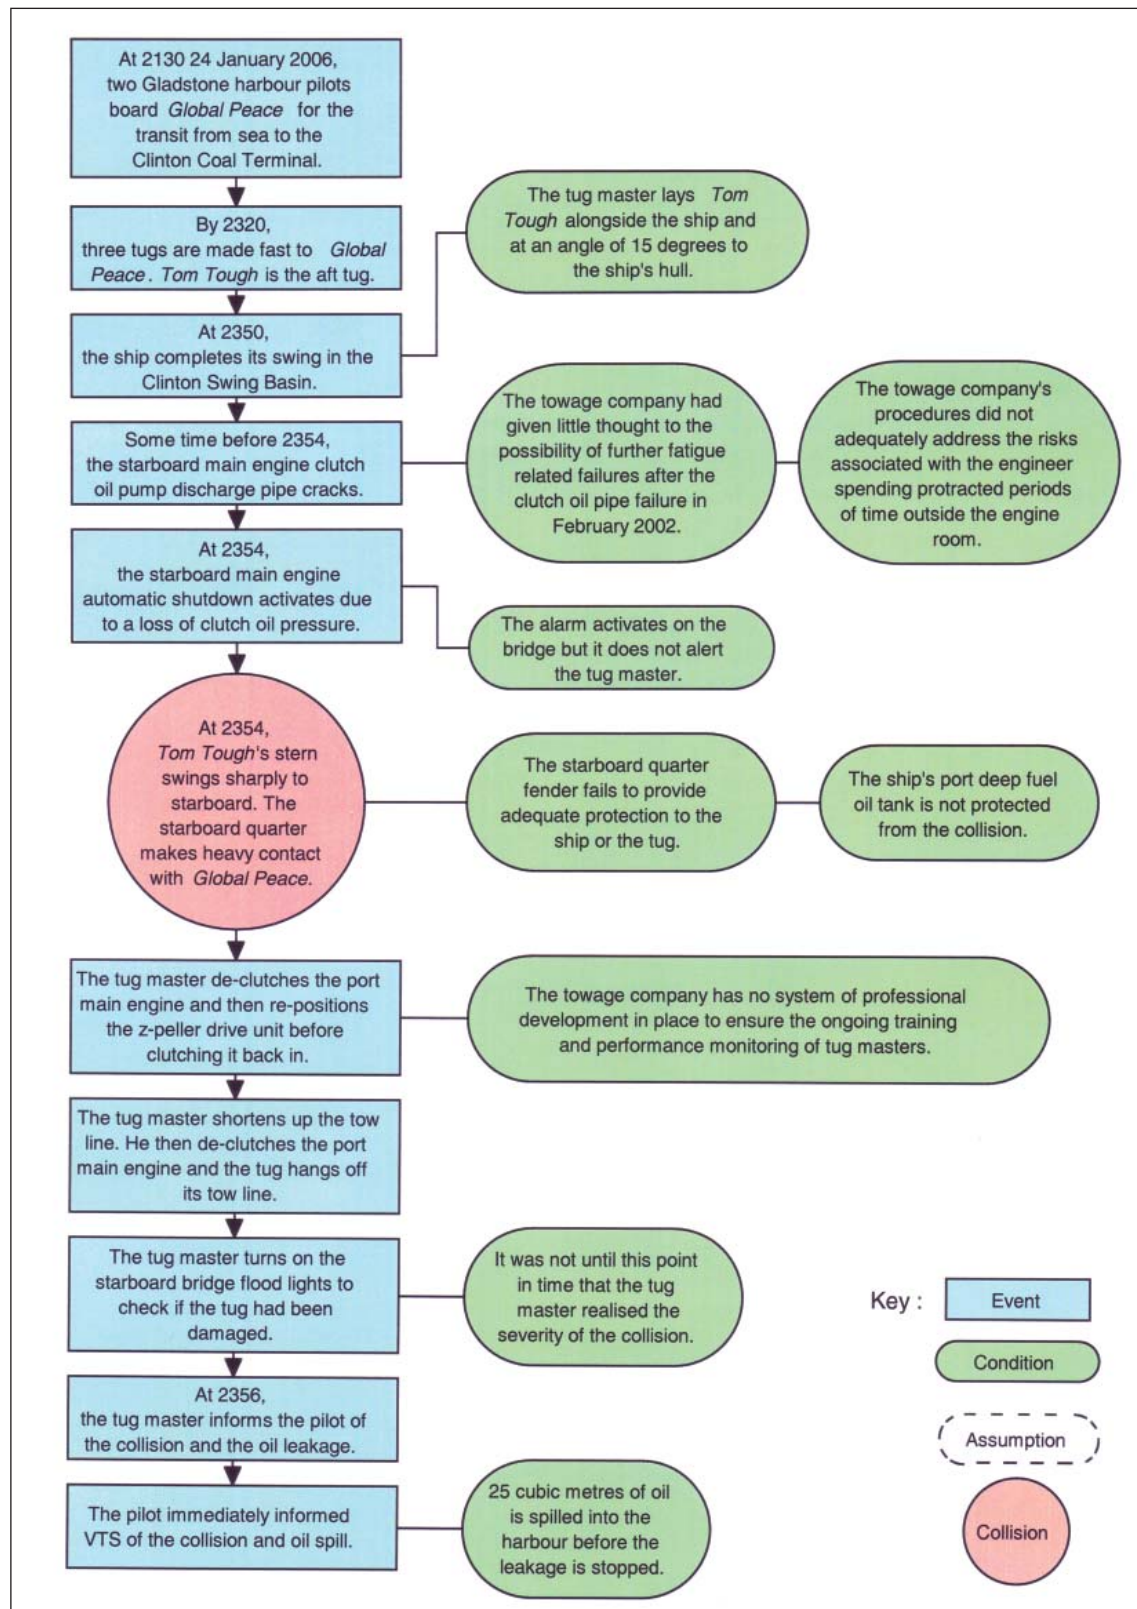 At 2130 24 January 2006,
two Gladstone harbour pilots
board Global Peace for the
transit from sea to the
Clinton Coal Terminal.
By 2320,
three tugs are made fast to Global
Peace. Tom Tough is the aft tug.
The tug master lays Tom
Tough alongside the ship and
at an angle of 15 degrees to
the ship's hull.
At 2350,
the ship completes its swing in the
Clinton Swing Basin.
Some time before 2354,
the starboard main engine clutch
oil pump discharge pipe cracks.
The towage company had
given little thought to the
possibility of further fatigue
related failures after the
clutch oil pipe failure in
February 2002.
The towage company's
procedures did not
adequately address the risks
associated with the engineer
spending protracted periods
of time outside the engine
room.
At 2354,
the starboard main engine
automatic shutdown activates due
to a loss of clutch oil pressure.
The alarm activates on the
bridge but it does not alert
the tug master.
At 2354,
Tom Tough's stern
swings sharply to
starboard. The
starboard quarter
makes heavy contact
with Global Peace.
The starboard quarter
fender fails to provide
adequate protection to the
ship or the tug.
The ship's port deep fuel
oil tank is not protected
from the collision.
The tug master de-clutches the port
main engine and then re-positions
the z-peller drive unit before
clutching it back in.
The towage company has no system of professional
development in place to ensure the ongoing training
and performance monitoring of tug masters.
The tug master shortens up the tow
line. He then de-clutches the port
main engine and the tug hangs off
its tow line.
The tug master turns on the
starboard bridge flood lights to
check if the tug had been
damaged.
It was not until this point
in time that the tug
master realised the
severity of the collision.
At 2356,
the tug master informs the pilot of
the collision and the oil leakage.
The pilot immediately informed
VTS of the collision and oil spill.
25 cubic metres of oil
is spilled into the
harbour before the
leakage is stopped.
Key :
Event
Condition
Assumption
Collision